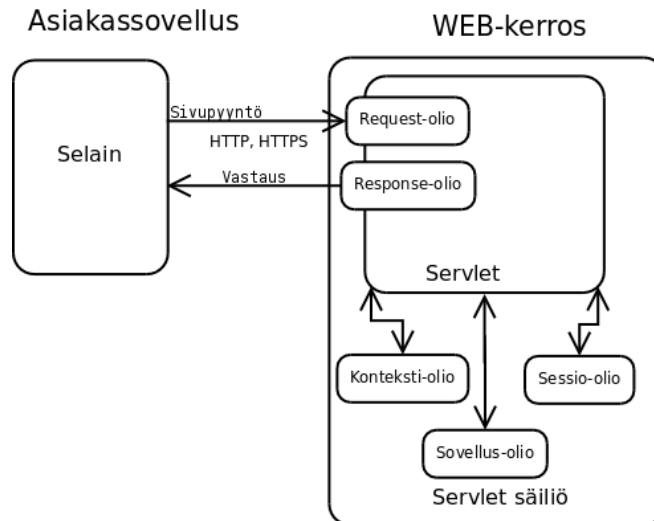 Asiakassovellus
WEB-kerros
Sivupyyntö
Request-olio
HTTP, HTTPS
Selain
Vastaus
Response-olio
Servlet
Konteksti-olio
Sessio-olio
Sovellus-olio
Servlet säiliö